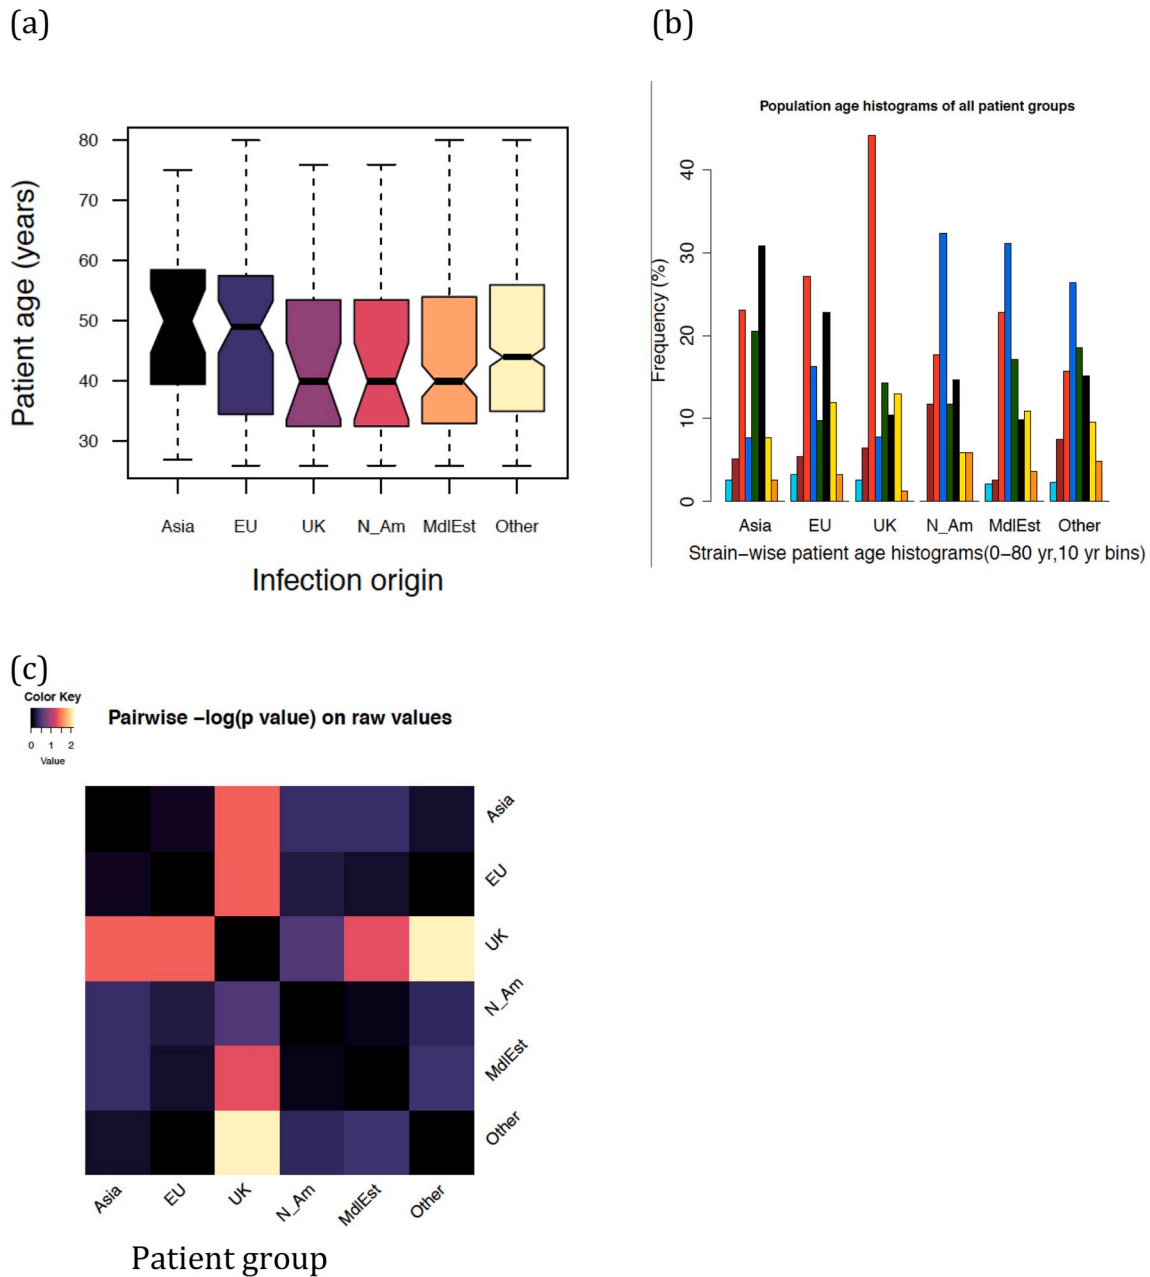 (a)
80
70
60
50
40
30
Patient age (years)
Asia EU UK N_Am MdlEst Other
Infection origin
(b)
Population age histograms of all patient groups
40
30
20
10
0
Frequency (%)
Asia EU UK N_Am MdlEst Other
Strain−wise patient age histograms(0−80 yr,10 yr bins)
(c)
Color Key
0 1 2
Value
Pairwise −log(p value) on raw values
Asia
EU
UK
N_Am
MdlEst
Other
Asia EU UK N_Am MdlEst Other
Patient group